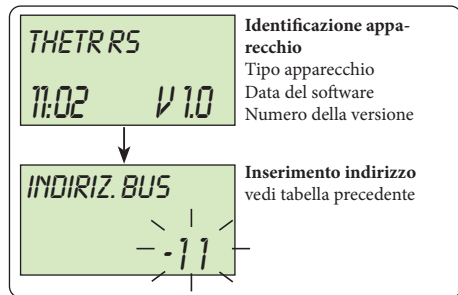 THETR RS
11:02 V 1.0
Identificazione appa-
recchio
Tipo apparecchio
Data del software
Numero della versione
INDIRIZ. BUS
-11
Inserimento indirizzo
vedi tabella precedente